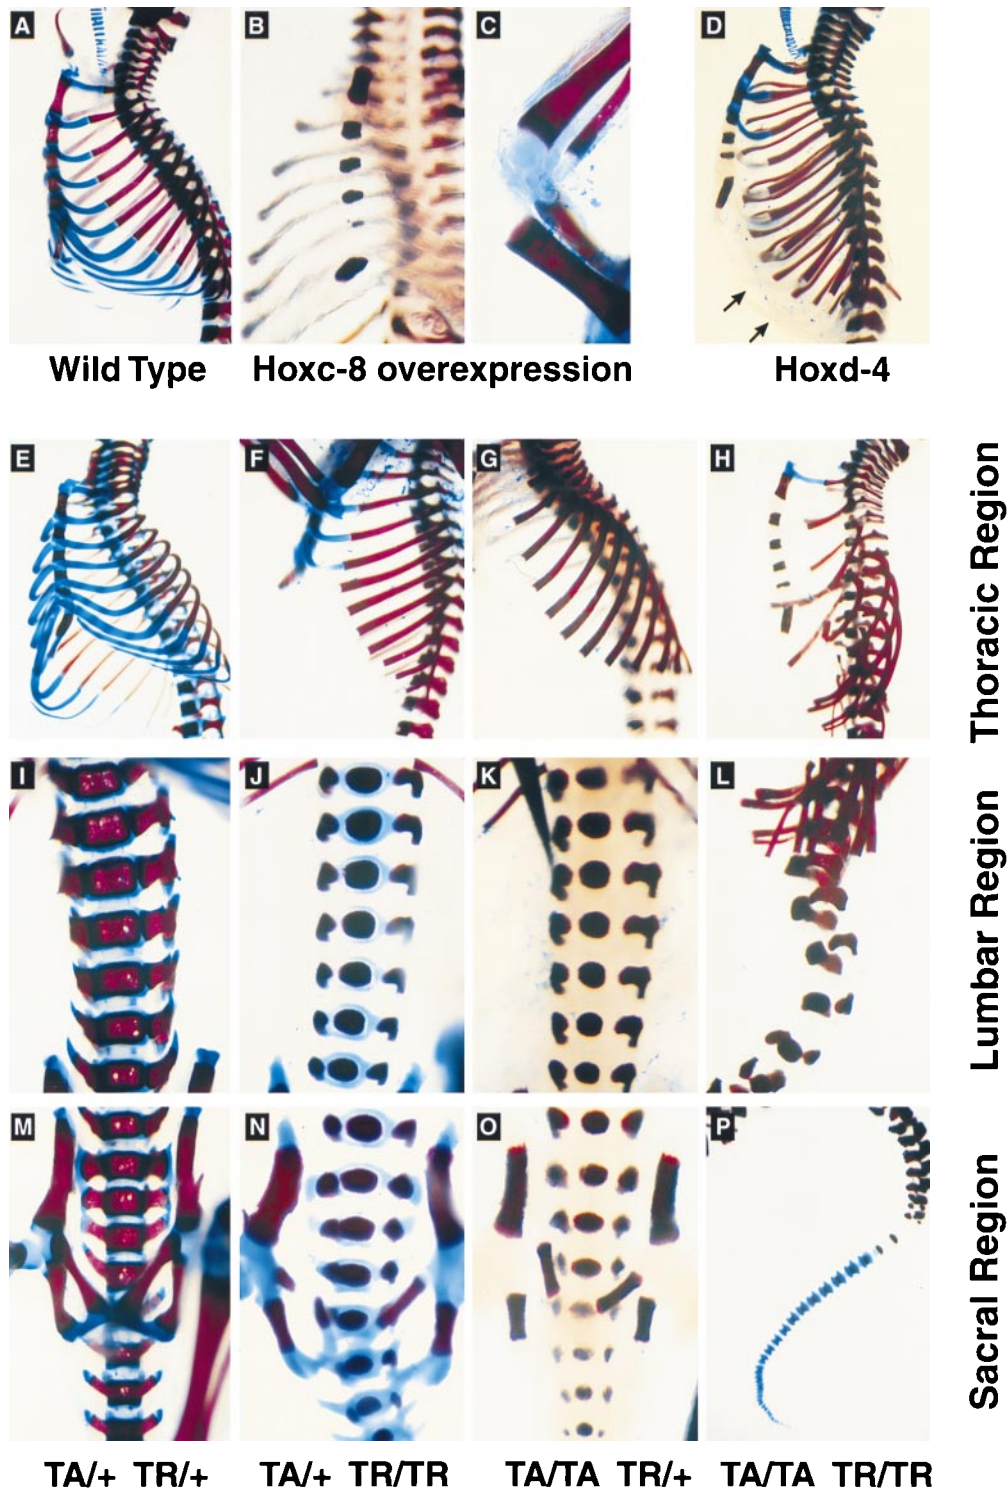 A B C D
Wild Type Hoxc-8 overexpression Hoxd-4
E F G H
Thoracic Region
I J K L
Lumbar Region
M N O P
Sacral Region
TA/+ TR/+ TA/+ TR/TR TA/TA TR/+ TA/TA TR/TR